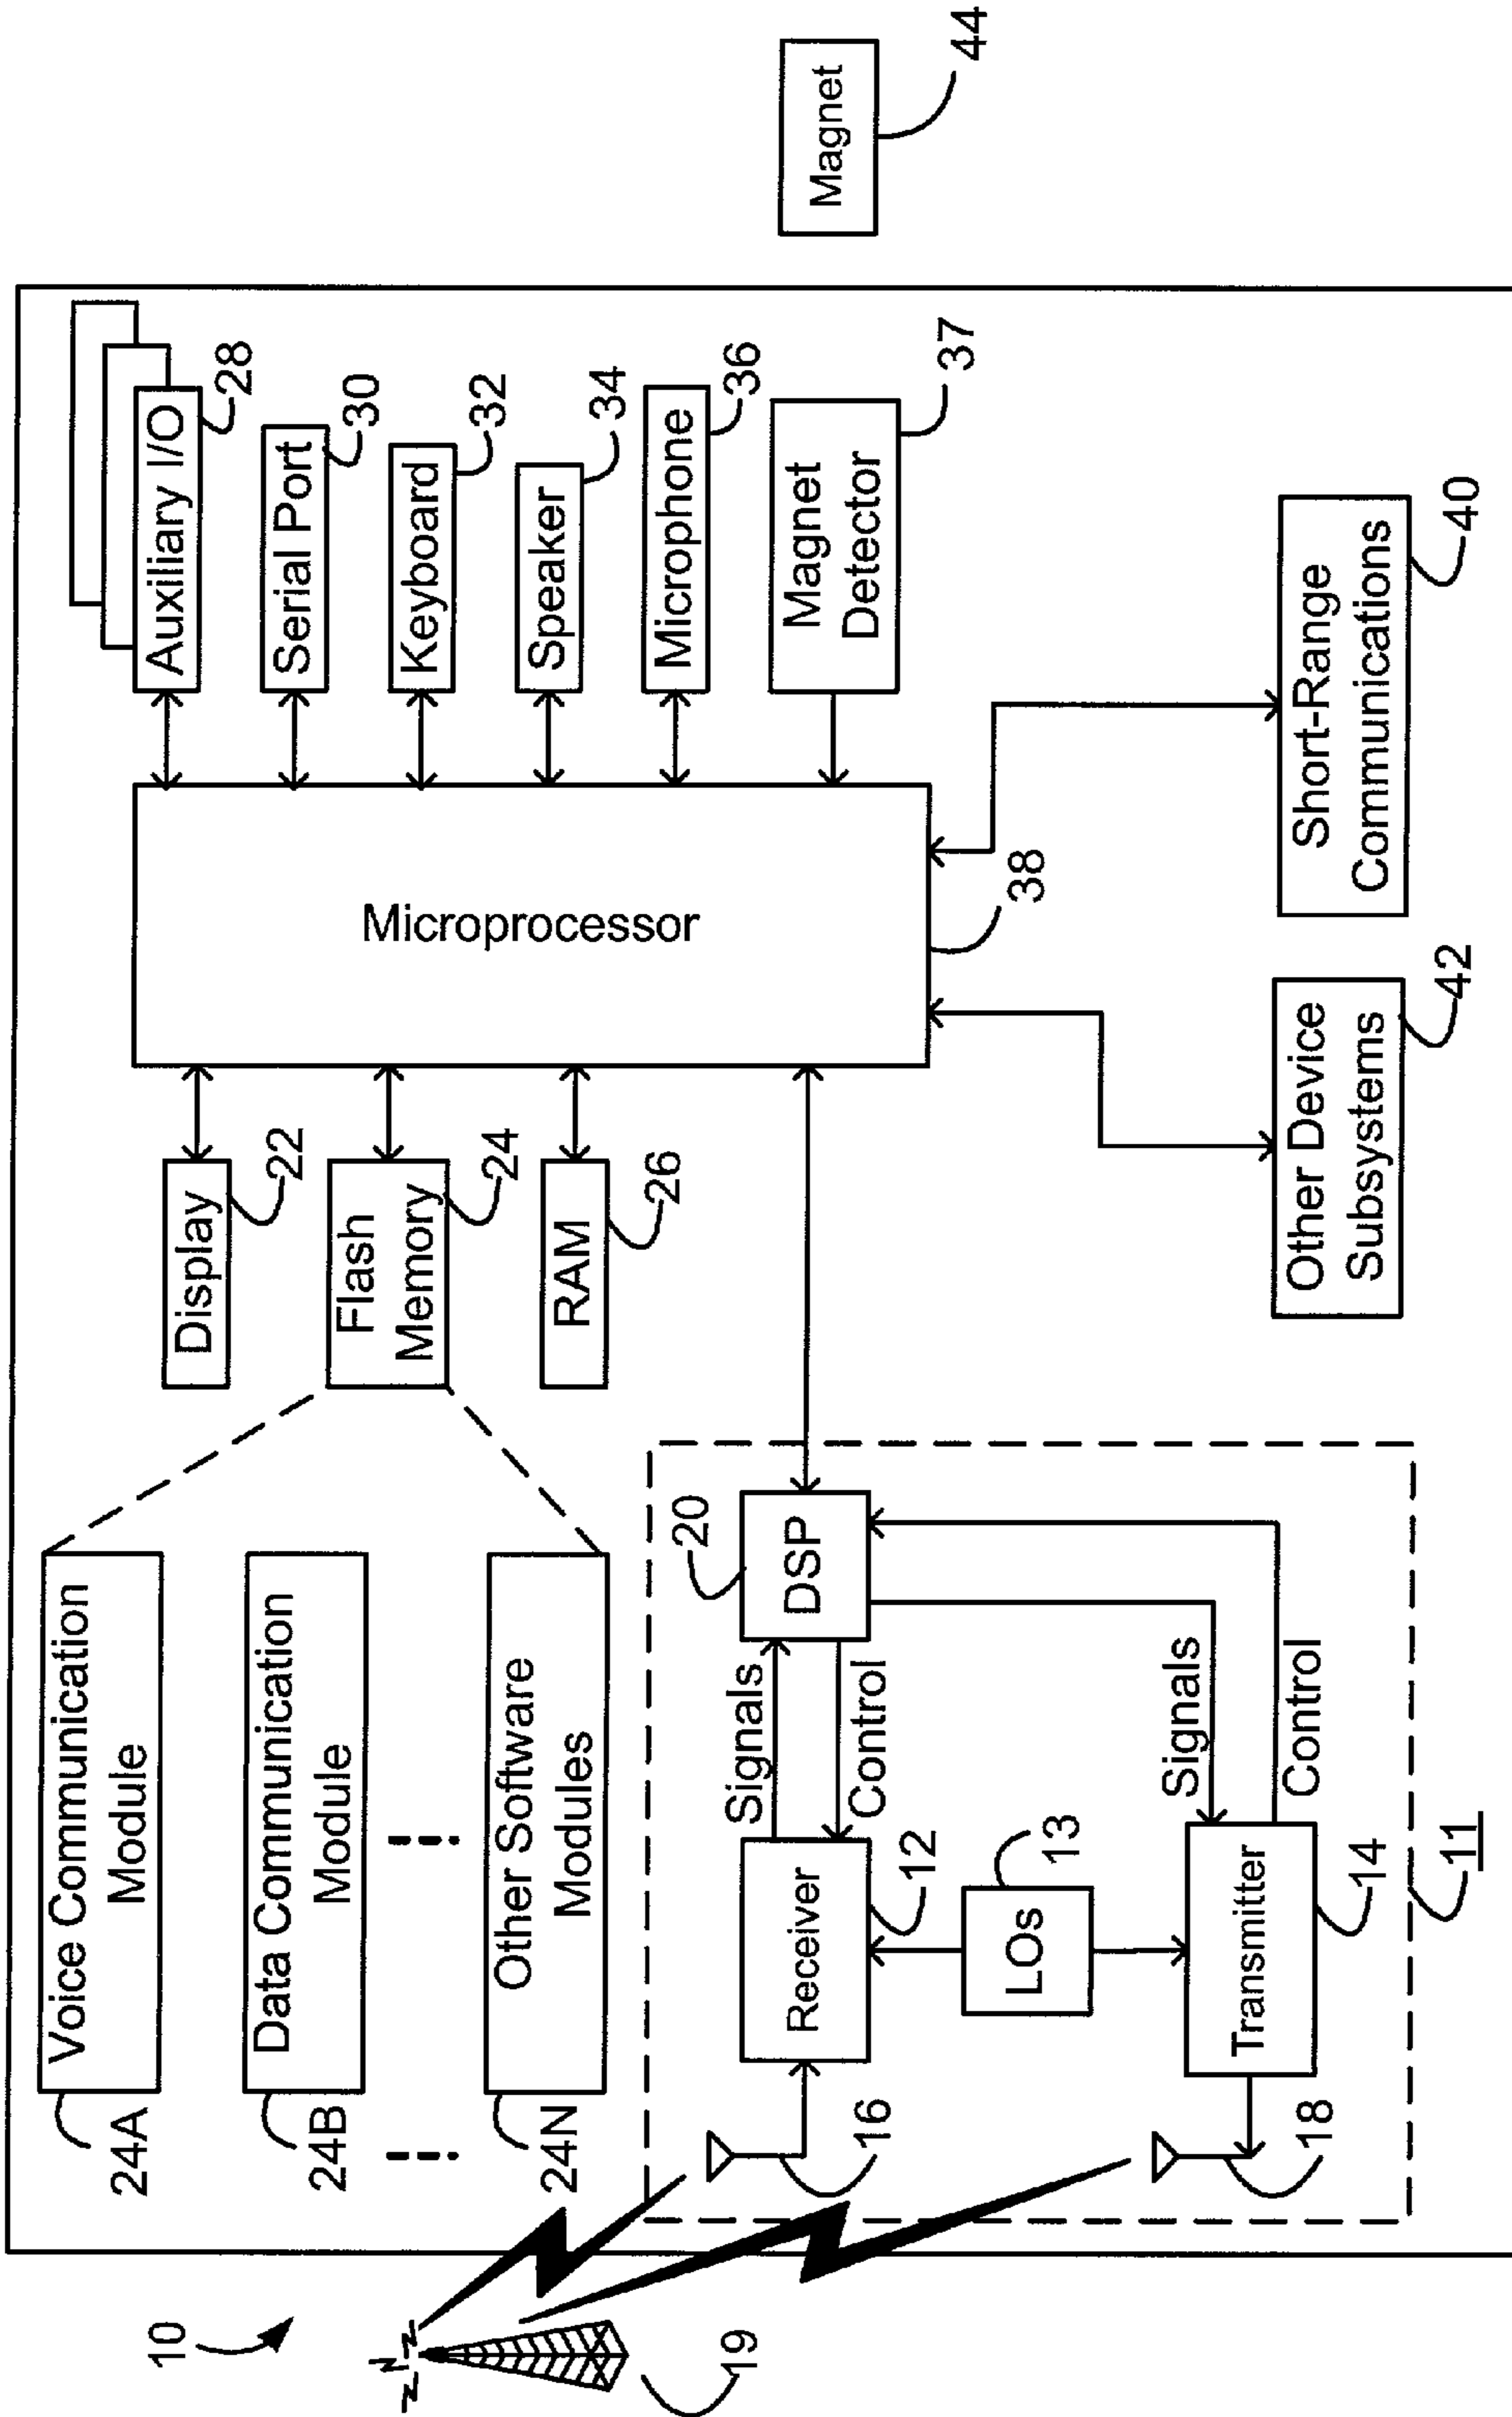 10
19
24A
Voice Communication
Module
24B
Data Communication
Module
24N
Other Software
Modules
Display
22
Flash
Memory
24
RAM
26
Microprocessor
38
Auxiliary I/O
28
Serial Port
30
Keyboard
32
Speaker
34
Microphone
36
Magnet
Detector
37
Magnet
44
16
Receiver
12
Signals
Control
20
DSP
LOs
13
18
Transmitter
14
Signals
Control
11
Other Device
Subsystems
42
Short-Range
Communications
40